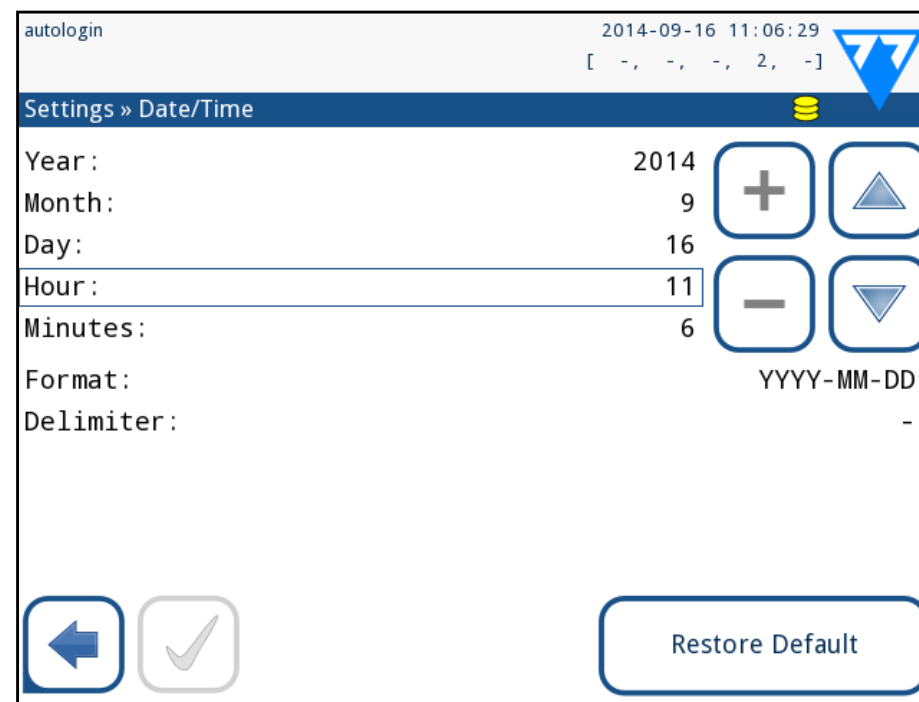 autologin 2014-09-16 11:06:29
[ -, -, -, 2, -]
Settings » Date/Time
Year: 2014
Month: 9
Day: 16
Hour: 11
Minutes: 6
Format: YYYY-MM-DD
Delimiter: -
Restore Default